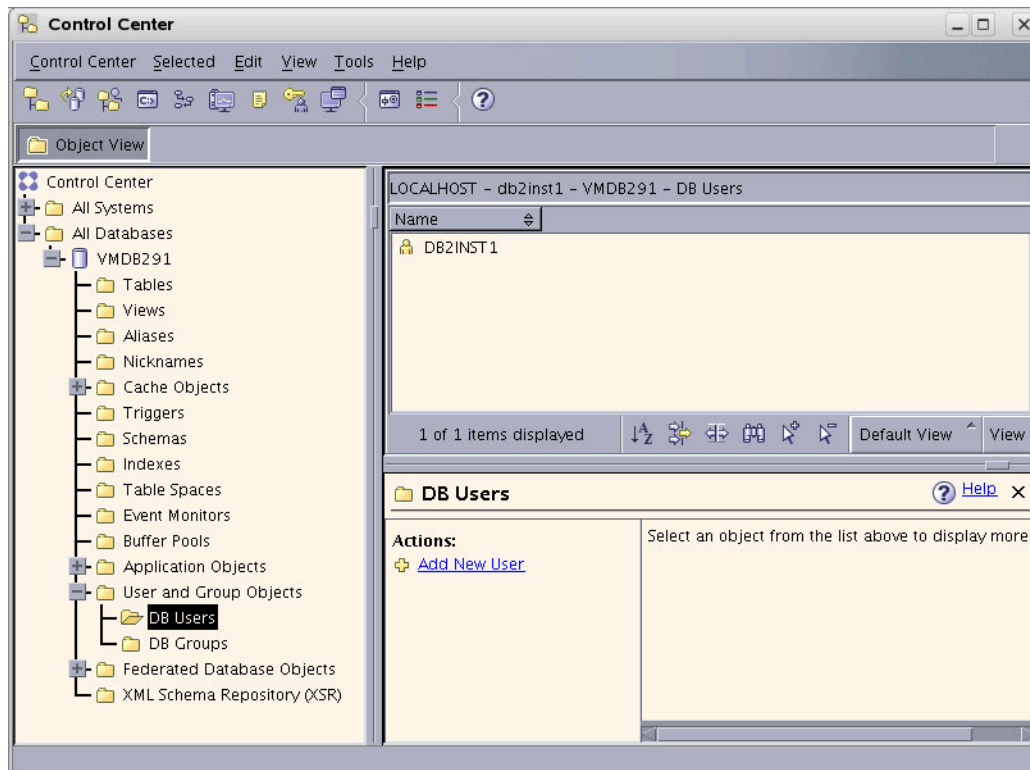 Control Center
Control Center Selected Edit View Tools Help
Object View
Control Center
All Systems
All Databases
VMDB291
Tables
Views
Aliases
Nicknames
Cache Objects
Triggers
Schemas
Indexes
Table Spaces
Event Monitors
Buffer Pools
Application Objects
User and Group Objects
DB Users
DB Groups
Federated Database Objects
XML Schema Repository (XSR)
LOCALHOST - db2inst1 - VMDB291 - DB Users
Name
DB2INST1
1 of 1 items displayed
Default View
View
DB Users
Help
Actions:
Add New User
Select an object from the list above to display more